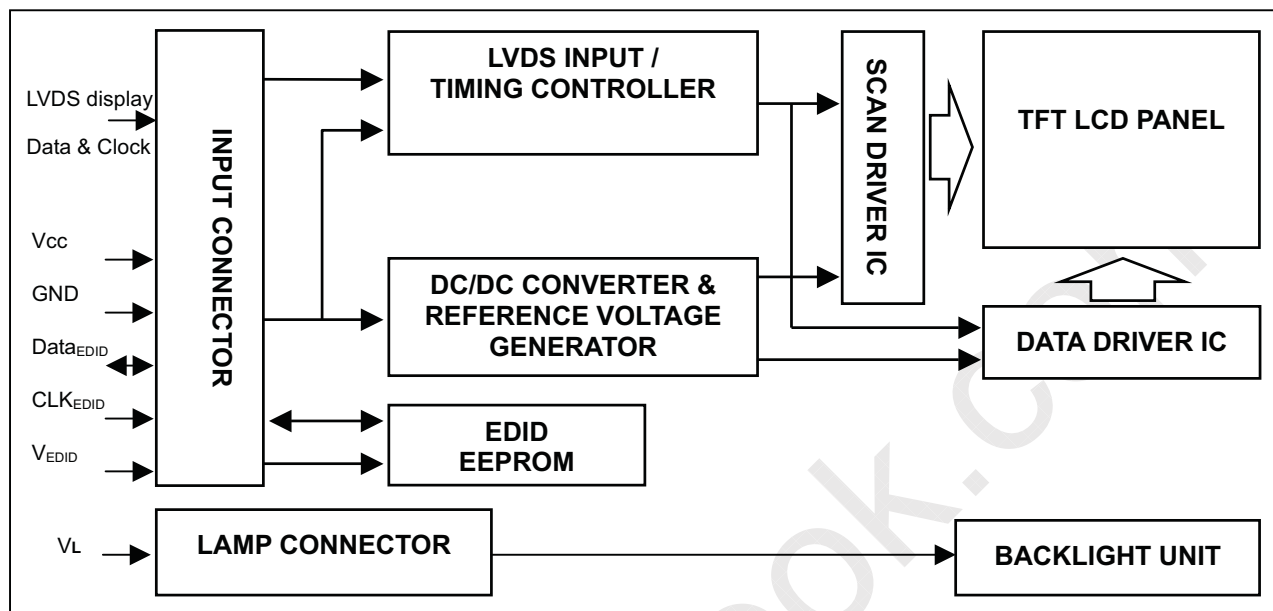 LVDS display
Data & Clock
Vcc
GND
DataEDID
CLKEDID
VEDID
INPUT CONNECTOR
LVDS INPUT /
TIMING CONTROLLER
DC/DC CONVERTER &
REFERENCE VOLTAGE
GENERATOR
EDID
EEPROM
SCAN DRIVER IC
TFT LCD PANEL
DATA DRIVER IC
VL
LAMP CONNECTOR
BACKLIGHT UNIT